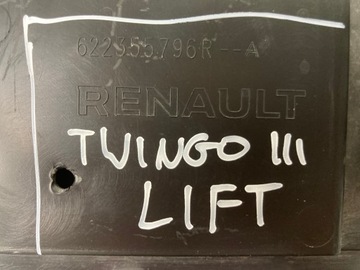 622355796R--A
RENAULT
TWINGO III
LIFT